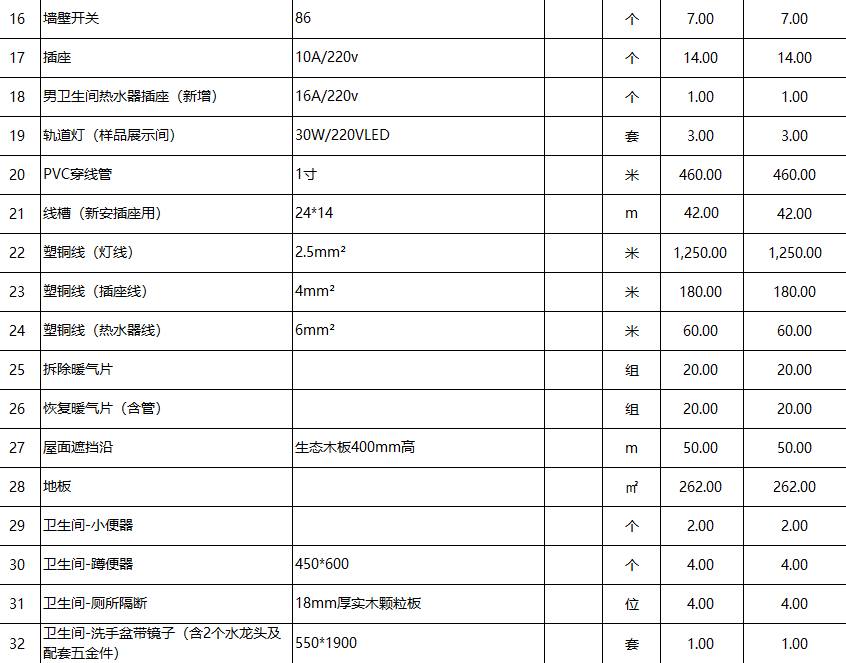 16 墙壁开关 86 个 7.00 7.00
17 插座 10A/220v 个 14.00 14.00
18 男卫生间热水器插座（新增） 16A/220v 个 1.00 1.00
19 轨道灯（样品展示间） 30W/220VLED 套 3.00 3.00
20 PVC穿线管 1寸 米 460.00 460.00
21 线槽（新安插座用） 24*14 m 42.00 42.00
22 塑铜线（灯线） 2.5mm² 米 1,250.00 1,250.00
23 塑铜线（插座线） 4mm² 米 180.00 180.00
24 塑铜线（热水器线） 6mm² 米 60.00 60.00
25 拆除暖气片 组 20.00 20.00
26 恢复暖气片（含管） 组 20.00 20.00
27 屋面遮挡沿 生态木板400mm高 m 50.00 50.00
28 地板 ㎡ 262.00 262.00
29 卫生间-小便器 个 2.00 2.00
30 卫生间-蹲便器 450*600 个 4.00 4.00
31 卫生间-厕所隔断 18mm厚实木颗粒板 位 4.00 4.00
32 卫生间-洗手盆带镜子（含2个水龙头及
配套五金件） 550*1900 套 1.00 1.00